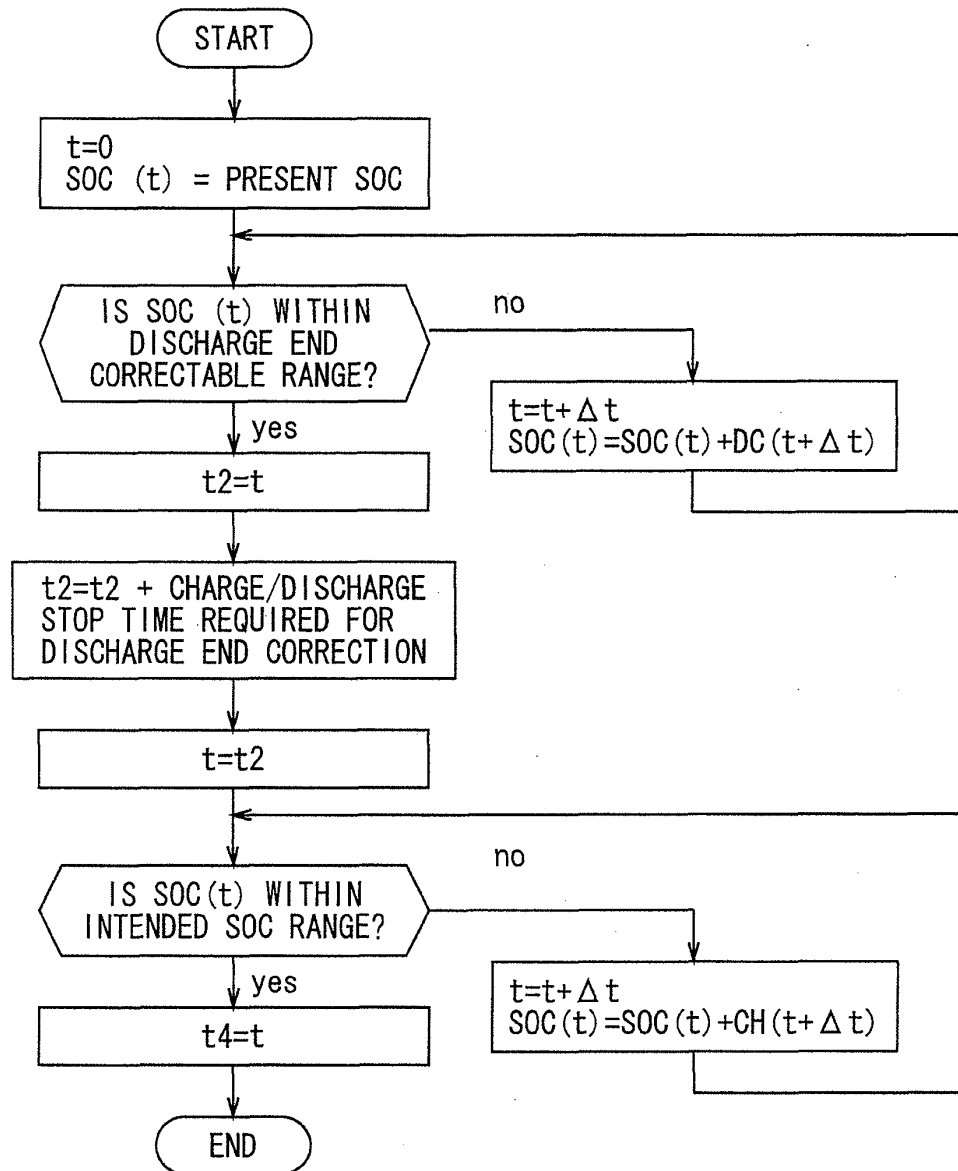 START
t=0
SOC (t) = PRESENT SOC
IS SOC (t) WITHIN
DISCHARGE END
CORRECTABLE RANGE?
no
t=t+Δt
SOC(t)=SOC(t)+DC(t+Δt)
yes
t2=t
t2=t2 + CHARGE/DISCHARGE
STOP TIME REQUIRED FOR
DISCHARGE END CORRECTION
t=t2
IS SOC(t) WITHIN
INTENDED SOC RANGE?
no
t=t+Δt
SOC(t)=SOC(t)+CH(t+Δt)
yes
t4=t
END